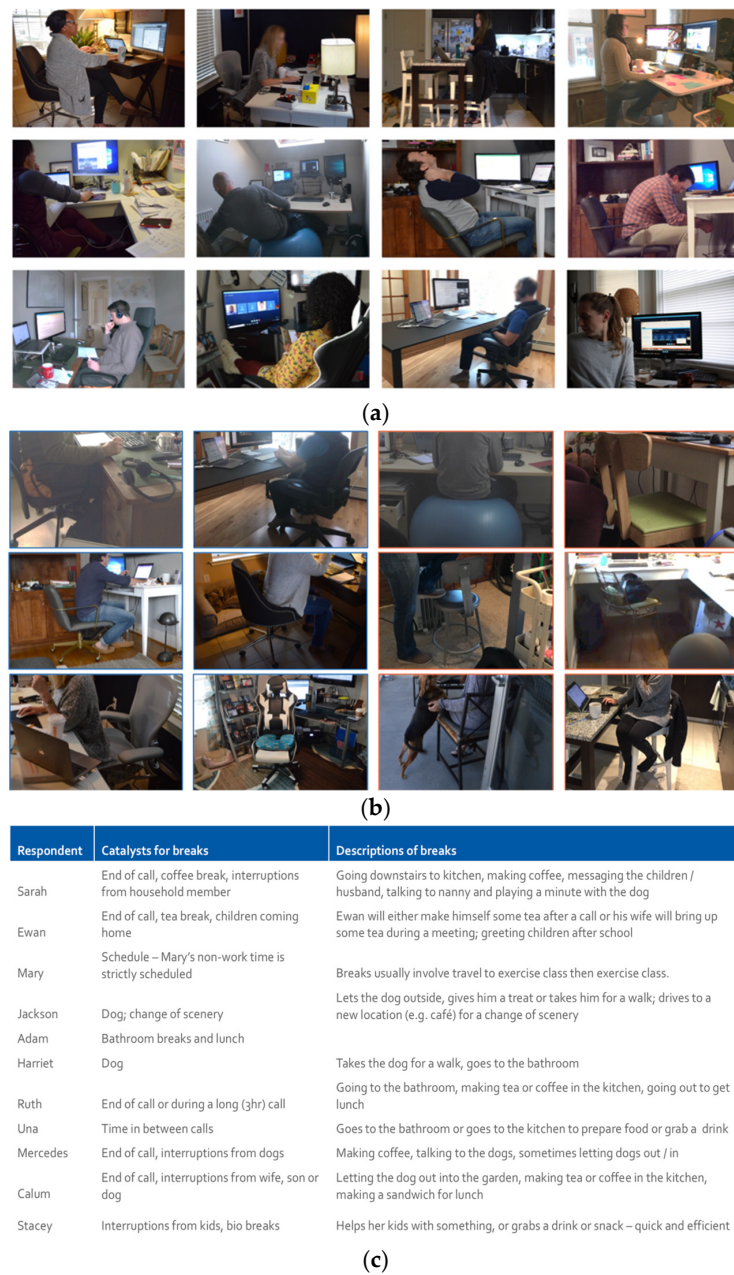 (a)
(b)
Respondent Catalysts for breaks Descriptions of breaks
Sarah
End of call, coffee break, interruptions
from household member
Going downstairs to kitchen, making coffee, messaging the children /
husband, talking to nanny and playing a minute with the dog
Ewan
End of call, tea break, children coming
home
Ewan will either make himself some tea after a call or his wife will bring up
some tea during a meeting; greeting children after school
Mary
Schedule – Mary's non-work time is
strictly scheduled
Breaks usually involve travel to exercise class then exercise class.
Jackson
Dog; change of scenery
Lets the dog outside, gives him a treat or takes him for a walk; drives to a
new location (e.g. café) for a change of scenery
Adam
Bathroom breaks and lunch
Harriet
Dog
Takes the dog for a walk, goes to the bathroom
Ruth
End of call or during a long (3hr) call
Going to the bathroom, making tea or coffee in the kitchen, going out to get
lunch
Una
Time in between calls
Goes to the bathroom or goes to the kitchen to prepare food or grab a drink
Mercedes
End of call, interruptions from dogs
Making coffee, talking to the dogs, sometimes letting dogs out / in
Calum
End of call, interruptions from wife, son or
dog
Letting the dog out into the garden, making tea or coffee in the kitchen,
making a sandwich for lunch
Stacey
Interruptions from kids, bio breaks
Helps her kids with something, or grabs a drink or snack – quick and efficient
(c)